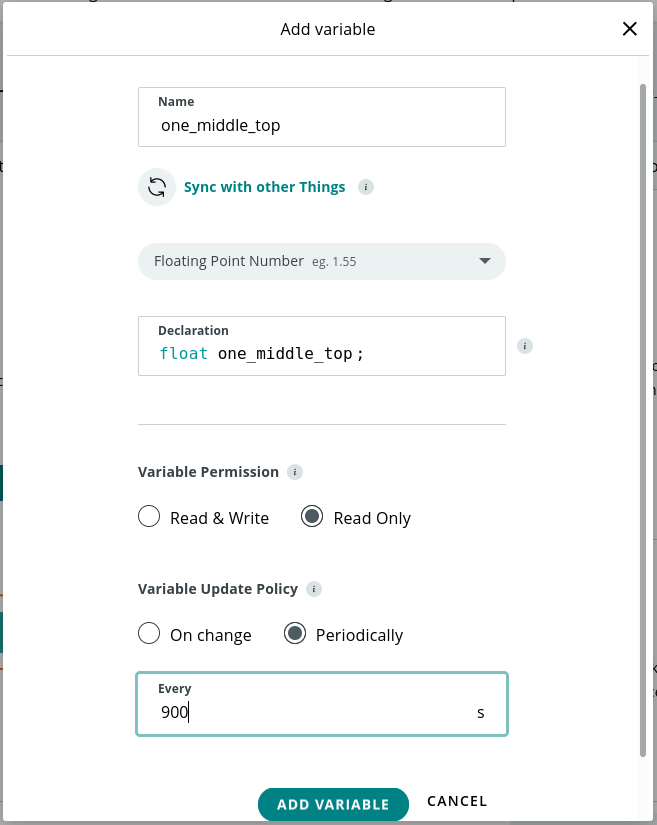 Add variable
Name
one_middle_top
Sync with other Things i
Floating Point Number eg. 1.55
Declaration
float one_middle_top;
i
Variable Permission i
Read & Write Read Only
Variable Update Policy i
On change Periodically
Every
900 s
ADD VARIABLE CANCEL